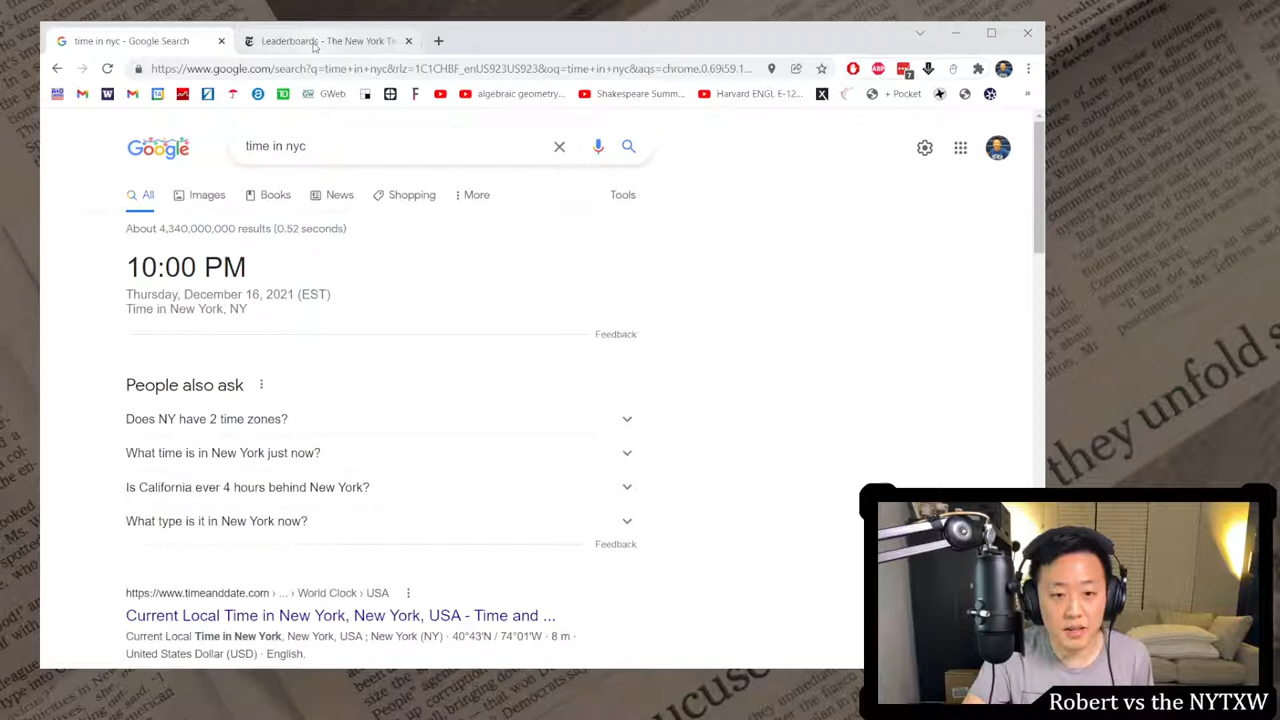 time in nyc - Google Search
Leaderboards - The New York Ti
https://www.google.com/search?q=time+in+nyc&rlz=1C1CHBF_enUS923US923&oq=time+in+nyc&aqs=chrome.0.69i59.1...
ABP
7
GWeb
algebraic geometry...
Shakespeare Summ...
Harvard ENGL E-12...
+ Pocket
»
Google
time in nyc
All
Images
Books
News
Shopping
More
Tools
About 4,340,000,000 results (0.52 seconds)
10:00 PM
Thursday, December 16, 2021 (EST)
Time in New York, NY
Feedback
People also ask
Does NY have 2 time zones?
What time is in New York just now?
Is California ever 4 hours behind New York?
What type is it in New York now?
Feedback
https://www.timeanddate.com › ... › World Clock › USA
Current Local Time in New York, New York, USA - Time and ...
Current Local Time in New York, New York, USA ; New York (NY) · 40°43'N / 74°01'W · 8 m ·
United States Dollar (USD) · English.
they unfold s
Robert vs the NYTXW